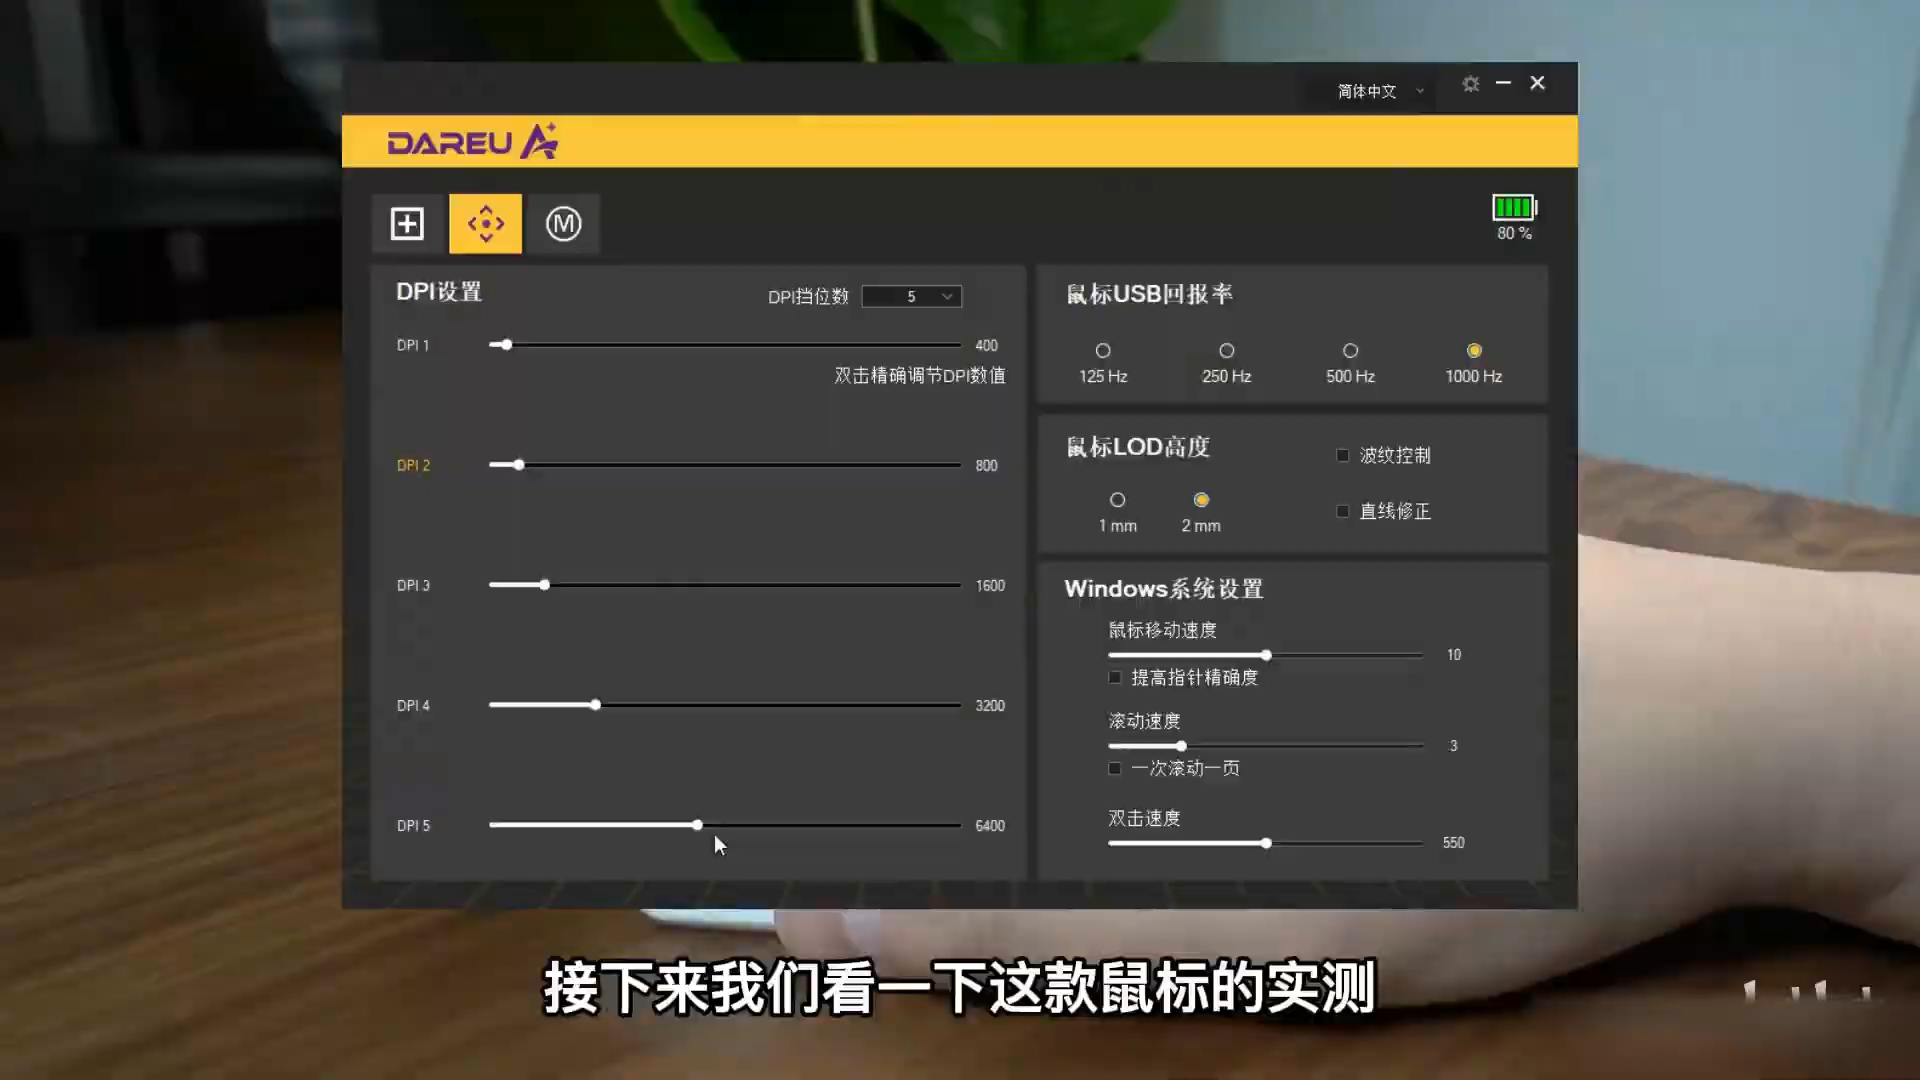 简体中文
DAREU
M
80 %
DPI设置
DPI挡位数 5
DPI 1 400
双击精确调节DPI数值
DPI 2 800
DPI 3 1600
DPI 4 3200
DPI 5 6400
鼠标USB回报率
125 Hz 250 Hz 500 Hz 1000 Hz
鼠标LOD高度
波纹控制
1 mm 2 mm
直线修正
Windows系统设置
鼠标移动速度
10
提高指针精确度
滚动速度
3
一次滚动一页
双击速度
550
接下来我们看一下这款鼠标的实测